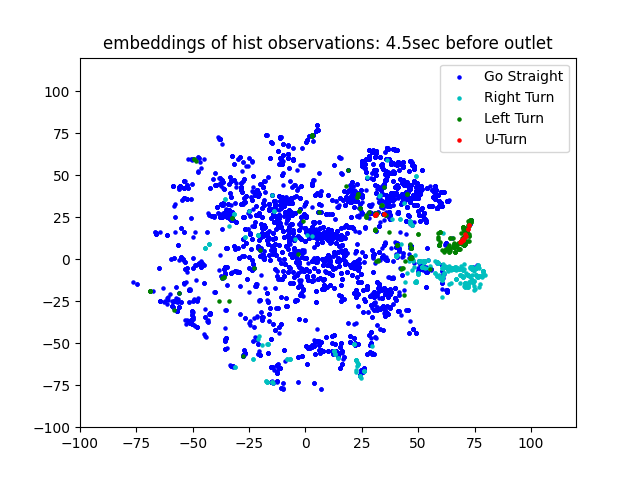 embeddings of hist observations: 4.5sec before outlet
Go Straight
Right Turn
Left Turn
U-Turn
100
75
50
25
0
−25
−50
−75
−100
−100 −75 −50 −25 0 25 50 75 100